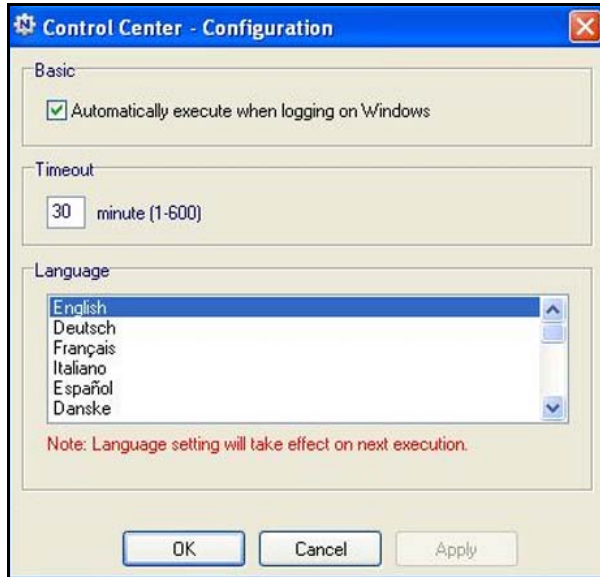 Control Center - Configuration
Basic
Automatically execute when logging on Windows
Timeout
30 minute (1-600)
Language
English
Deutsch
Français
Italiano
Español
Danske
Note: Language setting will take effect on next execution.
OK Cancel Apply